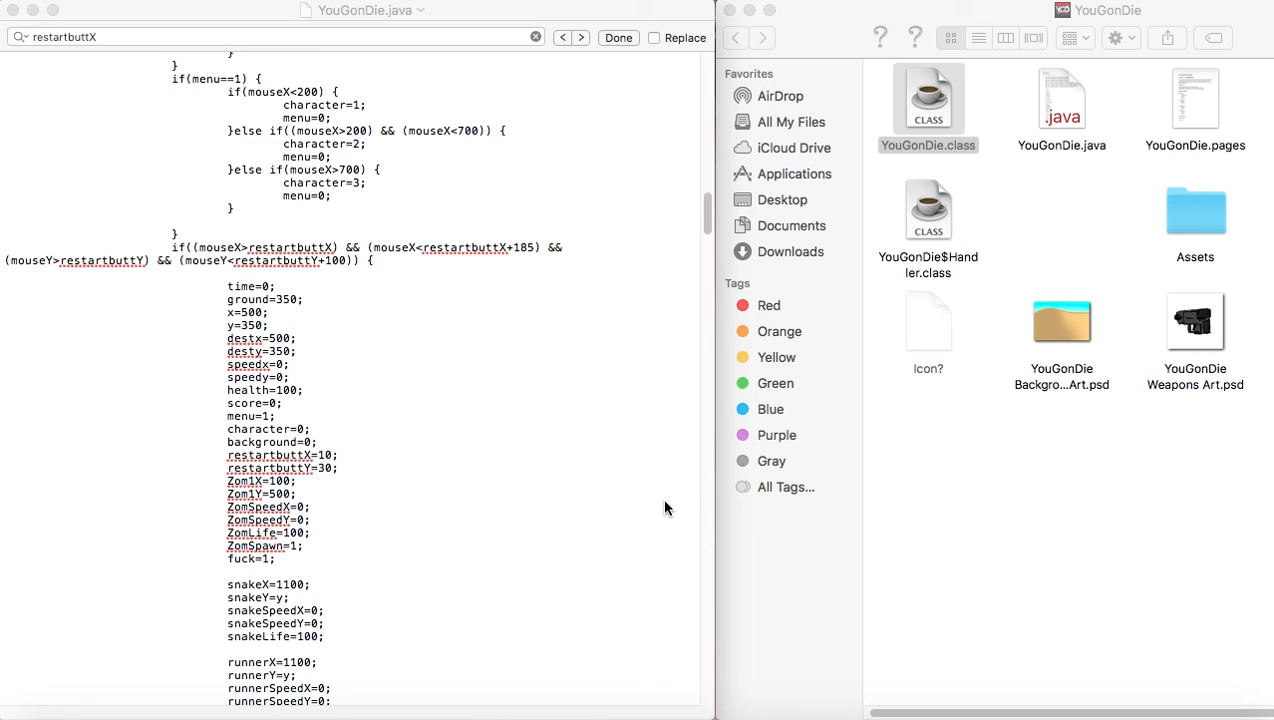 YouGonDie.java
restartbuttX
Done
Replace
}
}
if(menu==1) {
if(mouseX<200) {
character=1;
menu=0;
}else if((mouseX>200) && (mouseX<700)) {
character=2;
menu=0;
}else if(mouseX>700) {
character=3;
menu=0;
}
}
if((mouseX>restartbuttX) && (mouseX<restartbuttX+185) &&
(mouseY>restartbuttY) && (mouseY<restartbuttY+100)) {
time=0;
ground=350;
x=500;
y=350;
destx=500;
desty=350;
speedx=0;
speedy=0;
health=100;
score=0;
menu=1;
character=0;
background=0;
restartbuttX=10;
restartbuttY=30;
Zom1X=100;
Zom1Y=500;
ZomSpeedX=0;
ZomSpeedY=0;
ZomLife=100;
ZomSpawn=1;
fuck=1;
snakeX=1100;
snakeY=y;
snakeSpeedX=0;
snakeSpeedY=0;
snakeLife=100;
runnerX=1100;
runnerY=y;
runnerSpeedX=0;
runnerSpeedY=0;
YGD YouGonDie
? ?
Favorites
AirDrop
All My Files
iCloud Drive
Applications
Desktop
Documents
Downloads
Tags
Red
Orange
Yellow
Green
Blue
Purple
Gray
All Tags...
CLASS
YouGonDie.class
.java
YouGonDie.java
YouGonDie.pages
CLASS
YouGonDie$Hand
ler.class
Assets
Icon?
YouGonDie
Backgro...Art.psd
YouGonDie
Weapons Art.psd